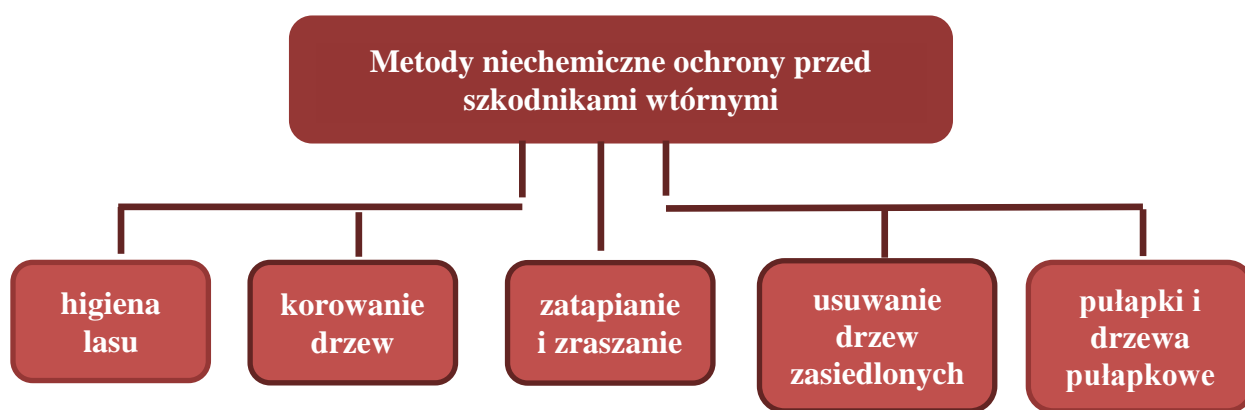 Metody niechemiczne ochrony przed
szkodnikami wtórnymi
higiena
lasu
korowanie
drzew
zatapianie
i zraszanie
usuwanie
drzew
zasiedlonych
pułapki i
drzewa
pułapkowe